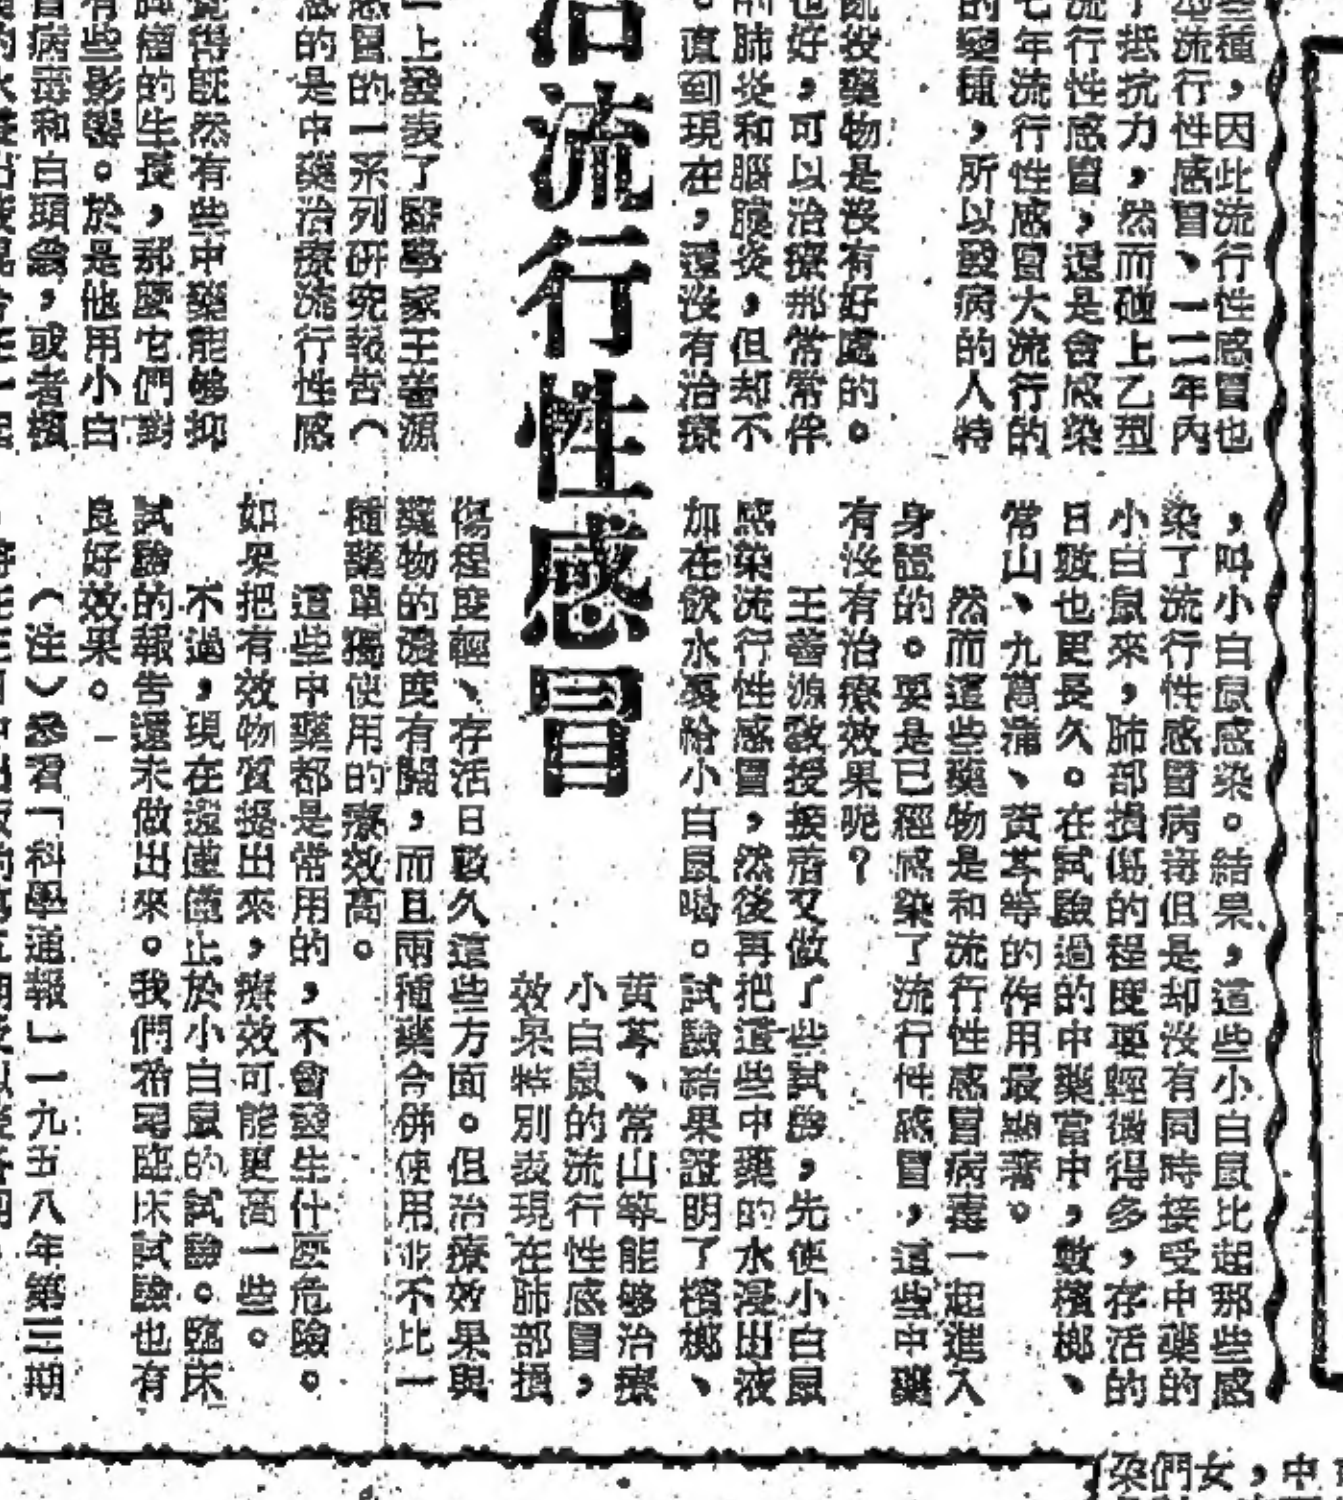 些種，因此流行性感冒也
型流行性感冒、一二年內
了抵抗力，然而碰上乙型
流行性感冒，還是會感染
七年流行性感冒大流行的
的變種，所以發病的人特
亂投藥物是沒有好處的。
也好，可以治療那常常伴
的肺炎和腦膜炎，但却不
。直到現在，還沒有治療
治流行性感冒
一上發表了醫學家王善源
感冒的一系列研究報告（
的是中藥治療流行性感
覺得既然有些中藥能够抑
瘤的生長，那麼它們對
有些影響。於是他用小白
病毒和白頭翁，或者檳
，叫小白鼠感染。結果，這些小白鼠比起那些感
染了流行性感冒病毒但是却沒有同時接受中藥的
小白鼠來，肺部損傷的程度要輕微得多，存活的
日數也更長久。在試驗過的中藥當中，數檳榔、
常山、九菖蒲、黃芩等的作用最顯著。
然而這些藥物是和流行性感冒病毒一起進入
身體的。要是已經感染了流行性感冒，這些中藥
有沒有治療效果呢？
王善源教授接着又做了些試驗，先使小白鼠
感染流行性感冒，然後再把這些中藥的水浸出液
加在飲水裏給小白鼠喝。試驗結果證明了檳榔、
黃芩、常山等能够治療
小白鼠的流行性感冒，
效果特別表現在肺部損
傷程度輕、存活日數久這些方面。但治療效果與
藥物的濃度有關，而且兩種藥合併使用並不比一
種藥單獨使用的療效高。
這些中藥都是常用的，不會發生什麼危險。
如果把有效物質提出來，療效可能更高一些。
不過，現在還僅僅止於小白鼠的試驗。臨床
試驗的報告還未做出來。我們希望臨床試驗也有
良好效果。
（注）參看「科學通報」一九五八年第三期
孕們女，中